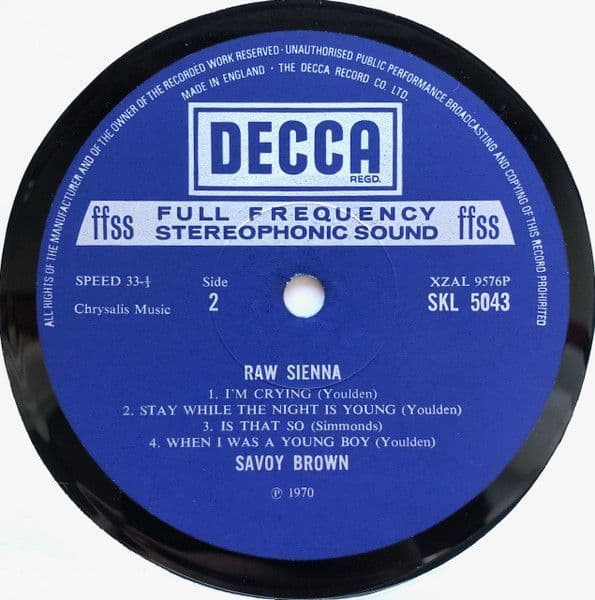 ALL RIGHTS OF THE MANUFACTURER AND OF THE OWNER OF THE RECORDED WORK RESERVED · UNAUTHORISED PUBLIC PERFORMANCE BROADCASTING AND COPYING OF THIS RECORD PROHIBITED
MADE IN ENGLAND · THE DECCA RECORD CO. LTD.
DECCA
REGD.
ffss FULL FREQUENCY STEREOPHONIC SOUND ffss
SPEED 33-⅓ Side 2 XZAL 9576P
Chrysalis Music SKL 5043
RAW SIENNA
1. I'M CRYING (Youlden)
2. STAY WHILE THE NIGHT IS YOUNG (Youlden)
3. IS THAT SO (Simmonds)
4. WHEN I WAS A YOUNG BOY (Youlden)
SAVOY BROWN
℗ 1970